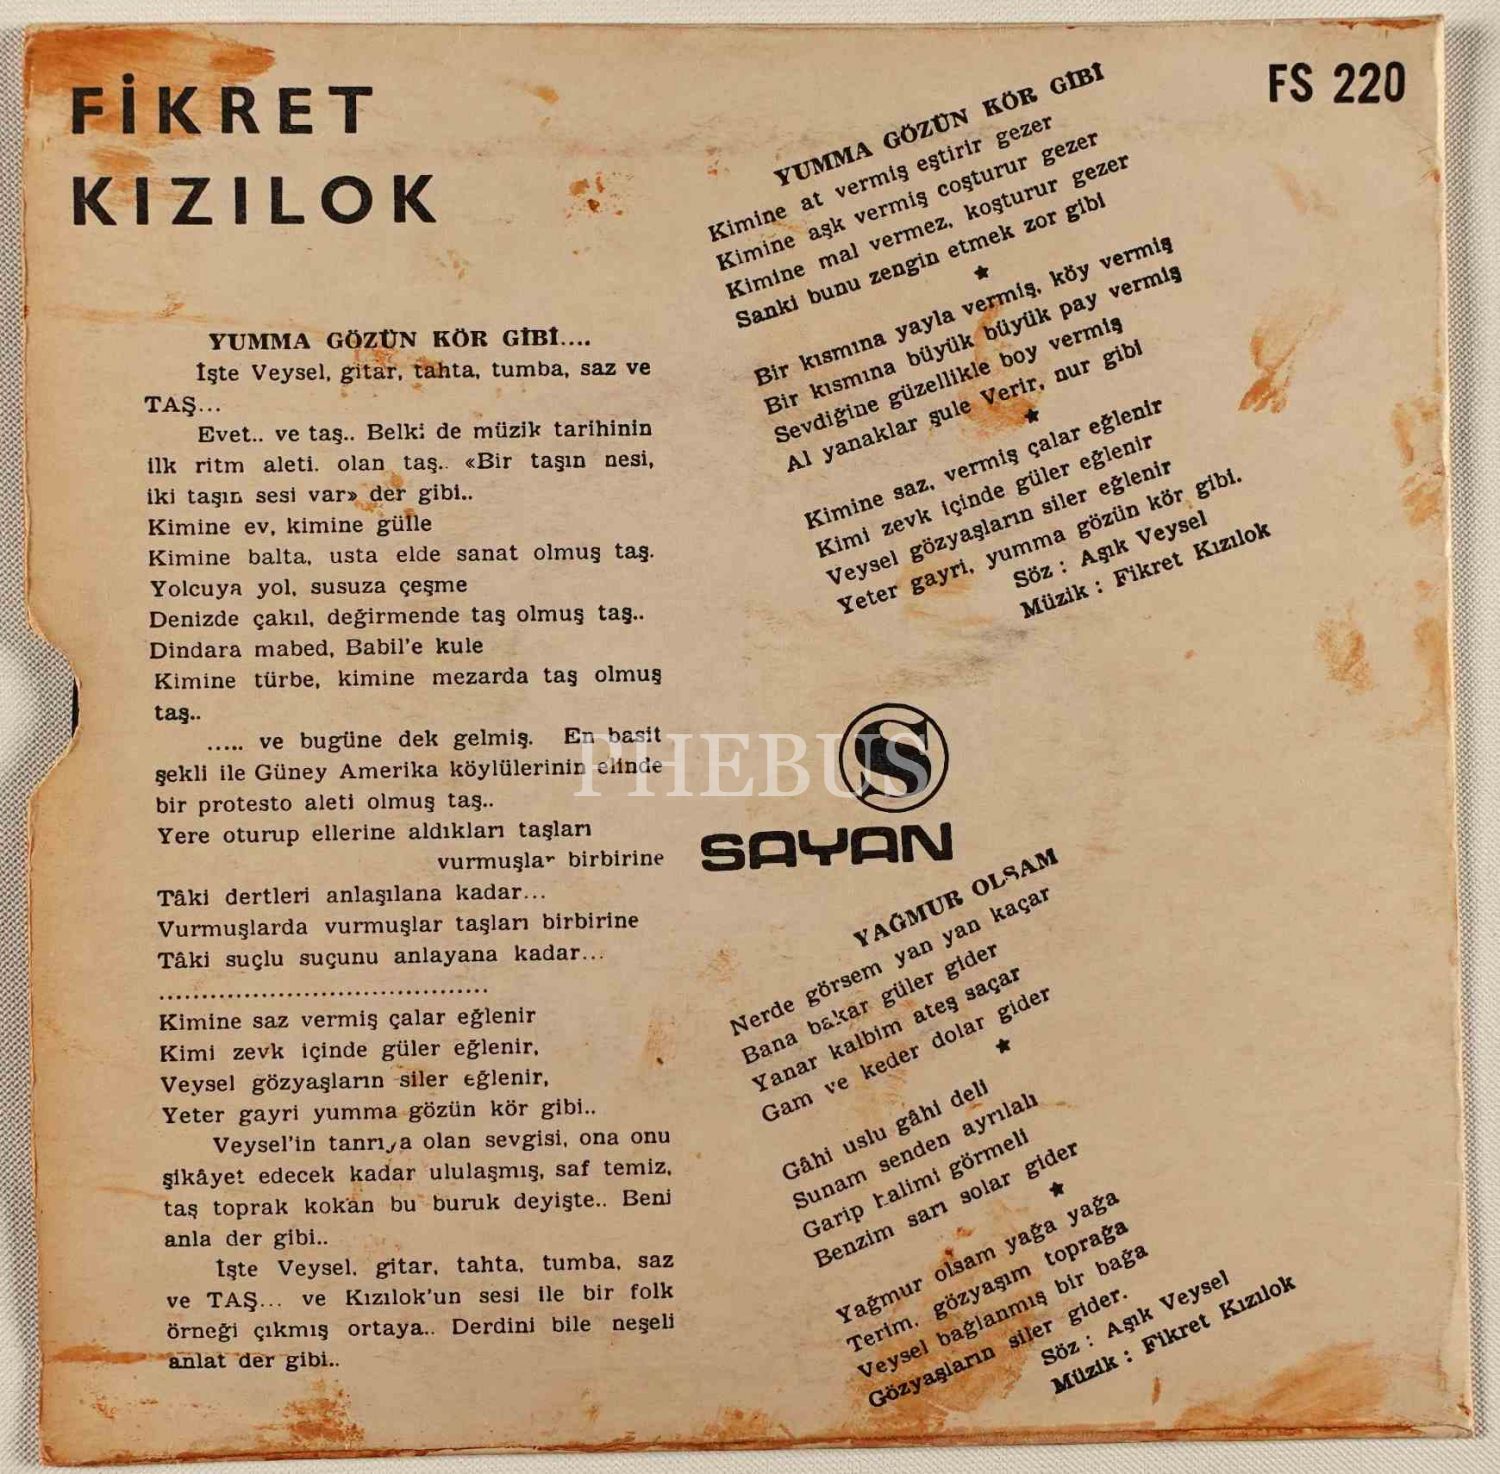 FİKRET
KIZILOK
YUMMA GÖZÜN KÖR GİBİ....
İşte Veysel, gitar, tahta, tumba, saz ve
TAŞ...
Evet.. ve taş.. Belki de müzik tarihinin
ilk ritm aleti. olan taş.. «Bir taşın nesi,
iki taşın sesi var» der gibi..
Kimine ev, kimine gülle
Kimine balta, usta elde sanat olmuş taş.
Yolcuya yol, susuza çeşme
Denizde çakıl, değirmende taş olmuş taş..
Dindara mabed, Babil'e kule
Kimine türbe, kimine mezarda taş olmuş
taş..
..... ve bugüne dek gelmiş. En basit
şekli ile Güney Amerika köylülerinin elinde
bir protesto aleti olmuş taş..
Yere oturup ellerine aldıkları taşları
vurmuşlar birbirine
Tâki dertleri anlaşılana kadar...
Vurmuşlarda vurmuşlar taşları birbirine
Tâki suçlu suçunu anlayana kadar...
........................................
Kimine saz vermiş çalar eğlenir
Kimi zevk içinde güler eğlenir,
Veysel gözyaşların siler eğlenir,
Yeter gayri yumma gözün kör gibi..
Veysel'in tanrıya olan sevgisi, ona onu
şikâyet edecek kadar ululaşmış, saf temiz,
taş toprak kokan bu buruk deyişte.. Beni
anla der gibi..
İşte Veysel. gitar, tahta, tumba, saz
ve TAŞ... ve Kızılok'un sesi ile bir folk
örneği çıkmış ortaya.. Derdini bile neşeli
anlat der gibi..
FS 220
YUMMA GÖZÜN KÖR GİBİ
Kimine at vermiş eştirir gezer
Kimine aşk vermiş coşturur gezer
Kimine mal vermez, koşturur gezer
Sanki bunu zengin etmek zor gibi
★
Bir kısmına yayla vermiş, köy vermiş
Bir kısmına büyük büyük pay vermiş
Sevdiğine güzellikle boy vermiş
Al yanaklar şule Verir, nur gibi
★
Kimine saz, vermiş çalar eğlenir
Kimi zevk içinde güler eğlenir
Veysel gözyaşların siler eğlenir
Yeter gayri, yumma gözün kör gibi.
Söz : Aşık Veysel
Müzik : Fikret Kızılok
S
SAYAN
PHEBUS
YAĞMUR OLSAM
Nerde görsem yan yan kaçar
Bana bakar güler gider
Yanar kalbim ateş saçar
Gam ve keder dolar gider
★
Gâhi uslu gâhi deli
Sunam senden ayrılalı
Garip halimi görmeli
Benzim sarı solar gider
★
Yağmur olsam yağa yağa
Terim, gözyaşım toprağa
Veysel bağlanmış bir bağa
Gözyaşların siler gider.
Söz : Aşık Veysel
Müzik : Fikret Kızılok